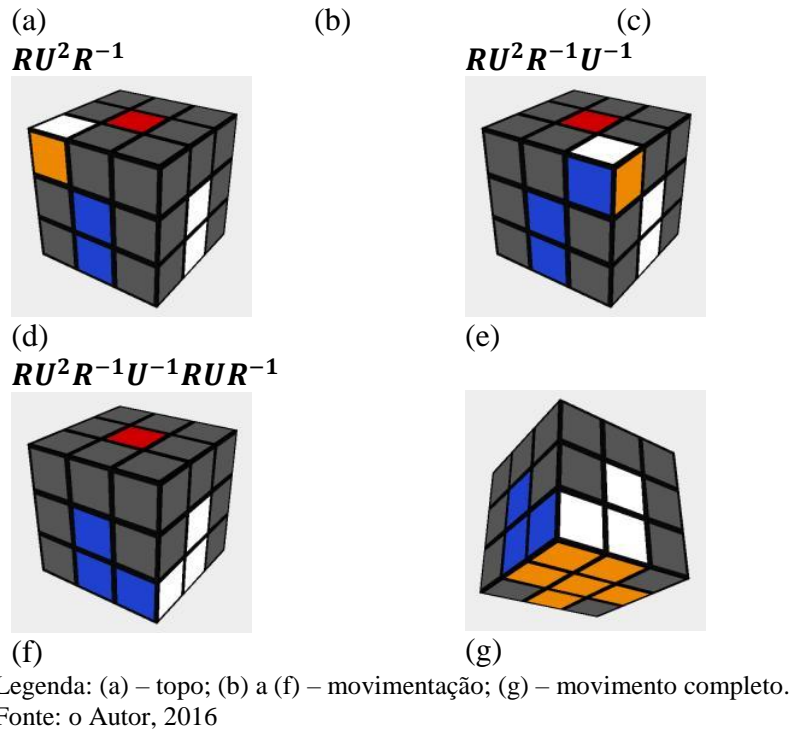 (a) (b) (c)
RU²R⁻¹ RU²R⁻¹U⁻¹
(d) (e)
RU²R⁻¹U⁻¹RUR⁻¹
(f) (g)
Legenda: (a) – topo; (b) a (f) – movimentação; (g) – movimento completo.
Fonte: o Autor, 2016